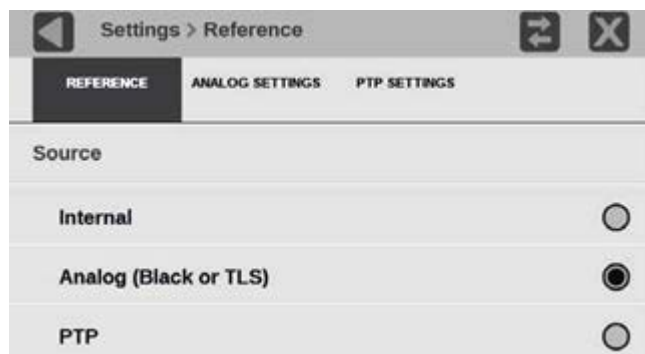 Settings > Reference
REFERENCE ANALOG SETTINGS PTP SETTINGS
Source
Internal
Analog (Black or TLS)
PTP